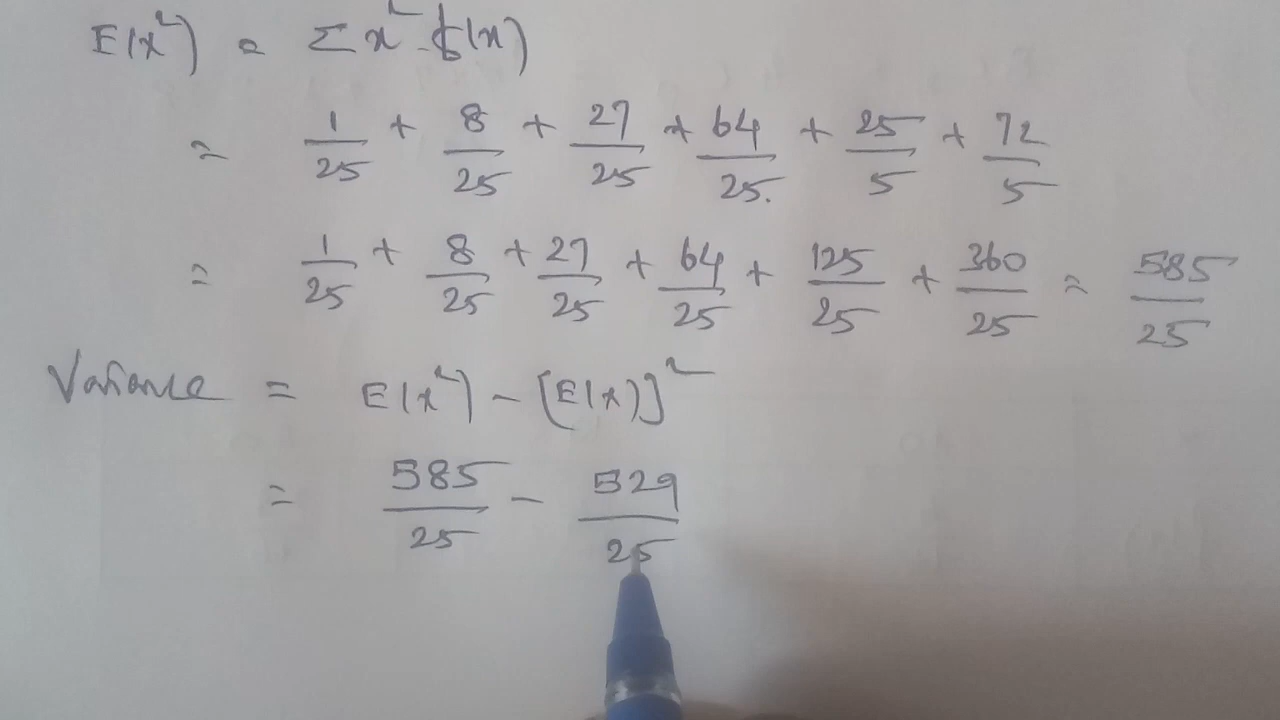 E(x²) = Σ x² . f(x)
= 1/25 + 8/25 + 27/25 + 64/25. + 25/5 + 72/5
= 1/25 + 8/25 + 27/25 + 64/25 + 125/25 + 360/25 = 585/25
Variance = E(x²) - [E(x)]²
= 585/25 - 529/25